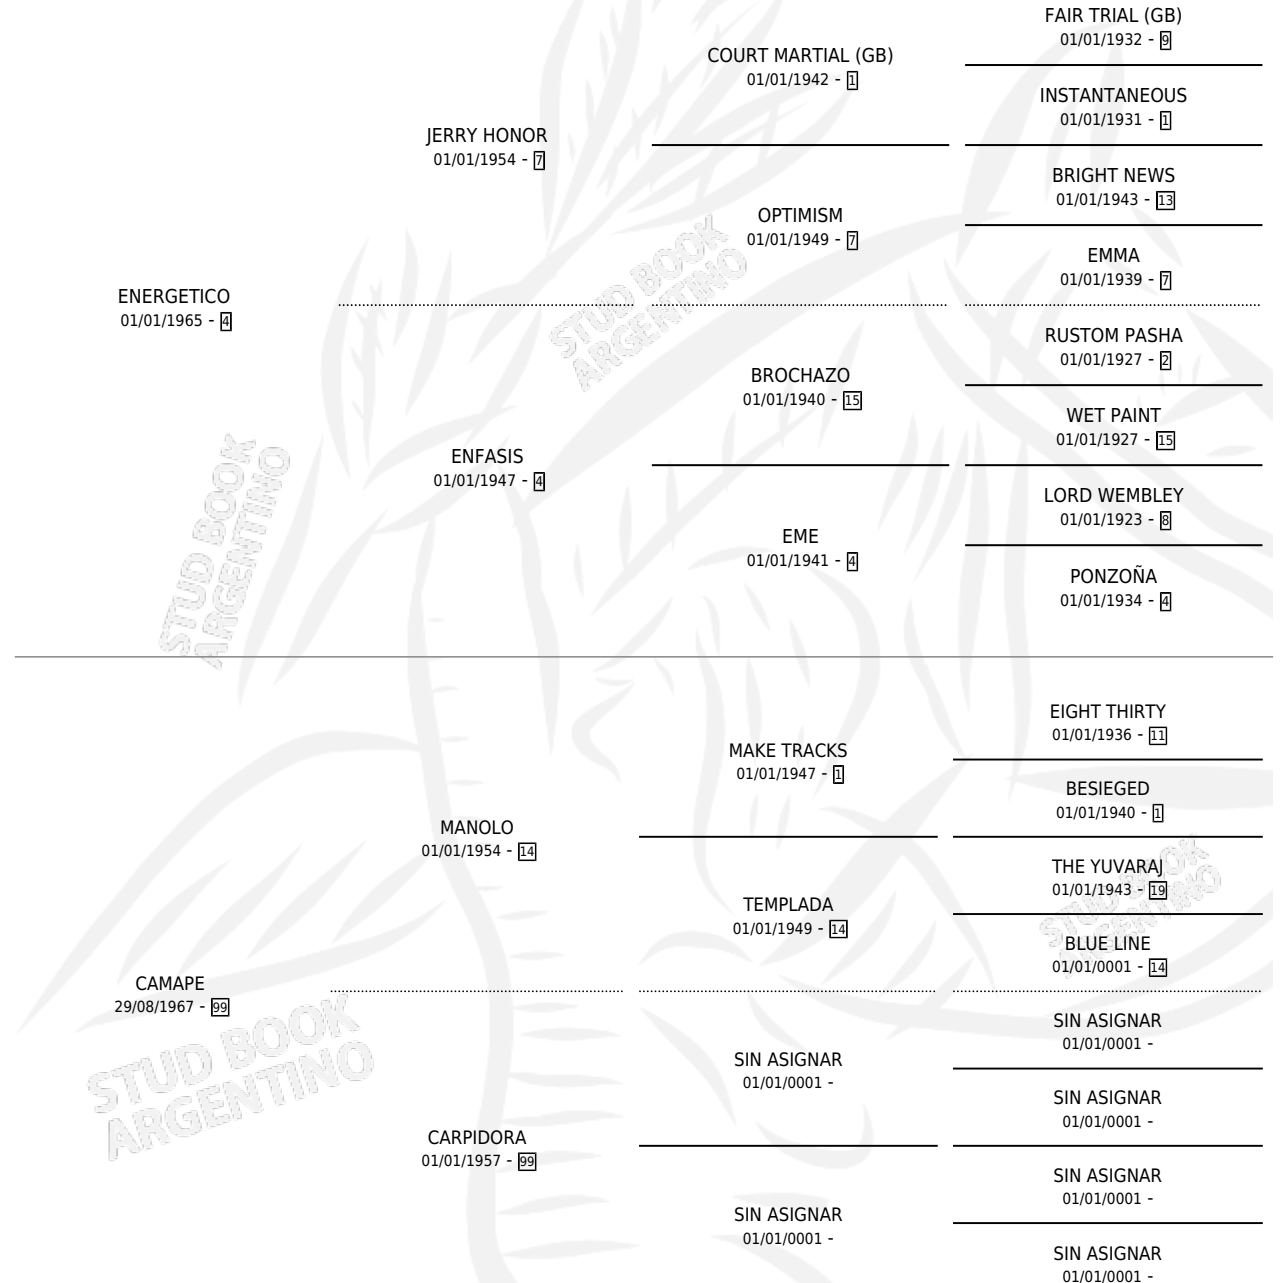 FAIR TRIAL (GB)
01/01/1932 - 9
COURT MARTIAL (GB)
01/01/1942 - 1
INSTANTANEOUS
01/01/1931 - 1
JERRY HONOR
01/01/1954 - 7
BRIGHT NEWS
01/01/1943 - 13
OPTIMISM
01/01/1949 - 7
EMMA
01/01/1939 - 7
ENERGETICO
01/01/1965 - 4
RUSTOM PASHA
01/01/1927 - 2
BROCHAZO
01/01/1940 - 15
WET PAINT
01/01/1927 - 15
ENFASIS
01/01/1947 - 4
LORD WEMBLEY
01/01/1923 - 8
EME
01/01/1941 - 4
PONZOÑA
01/01/1934 - 4
EIGHT THIRTY
01/01/1936 - 11
MAKE TRACKS
01/01/1947 - 1
BESIEGED
01/01/1940 - 1
MANOLO
01/01/1954 - 14
THE YUVARAJ
01/01/1943 - 19
TEMPLADA
01/01/1949 - 14
BLUE LINE
01/01/0001 - 14
CAMAPE
29/08/1967 - 99
SIN ASIGNAR
01/01/0001 -
SIN ASIGNAR
01/01/0001 -
SIN ASIGNAR
01/01/0001 -
CARPIDORA
01/01/1957 - 99
SIN ASIGNAR
01/01/0001 -
SIN ASIGNAR
01/01/0001 -
SIN ASIGNAR
01/01/0001 -
STUD BOOK
ARGENTINO
STUD BOOK
ARGENTINO
STUD BOOK
ARGENTINO
STUD BOOK
ARGENTINO